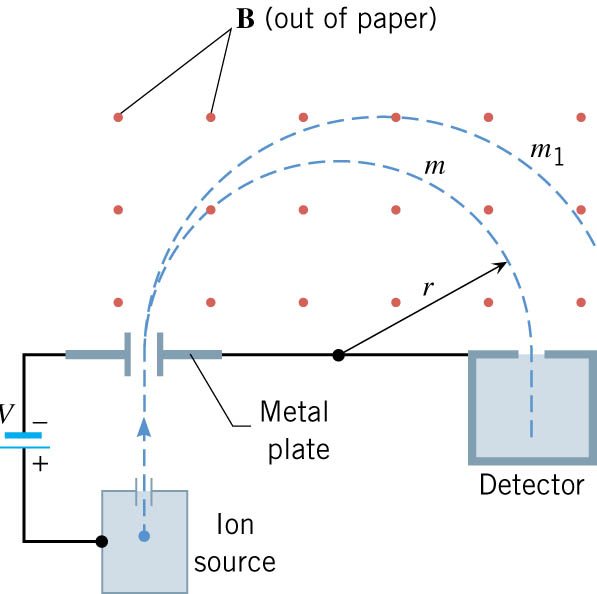 B (out of paper)
m₁
m
r
V
−
+
Metal
plate
Detector
Ion
source